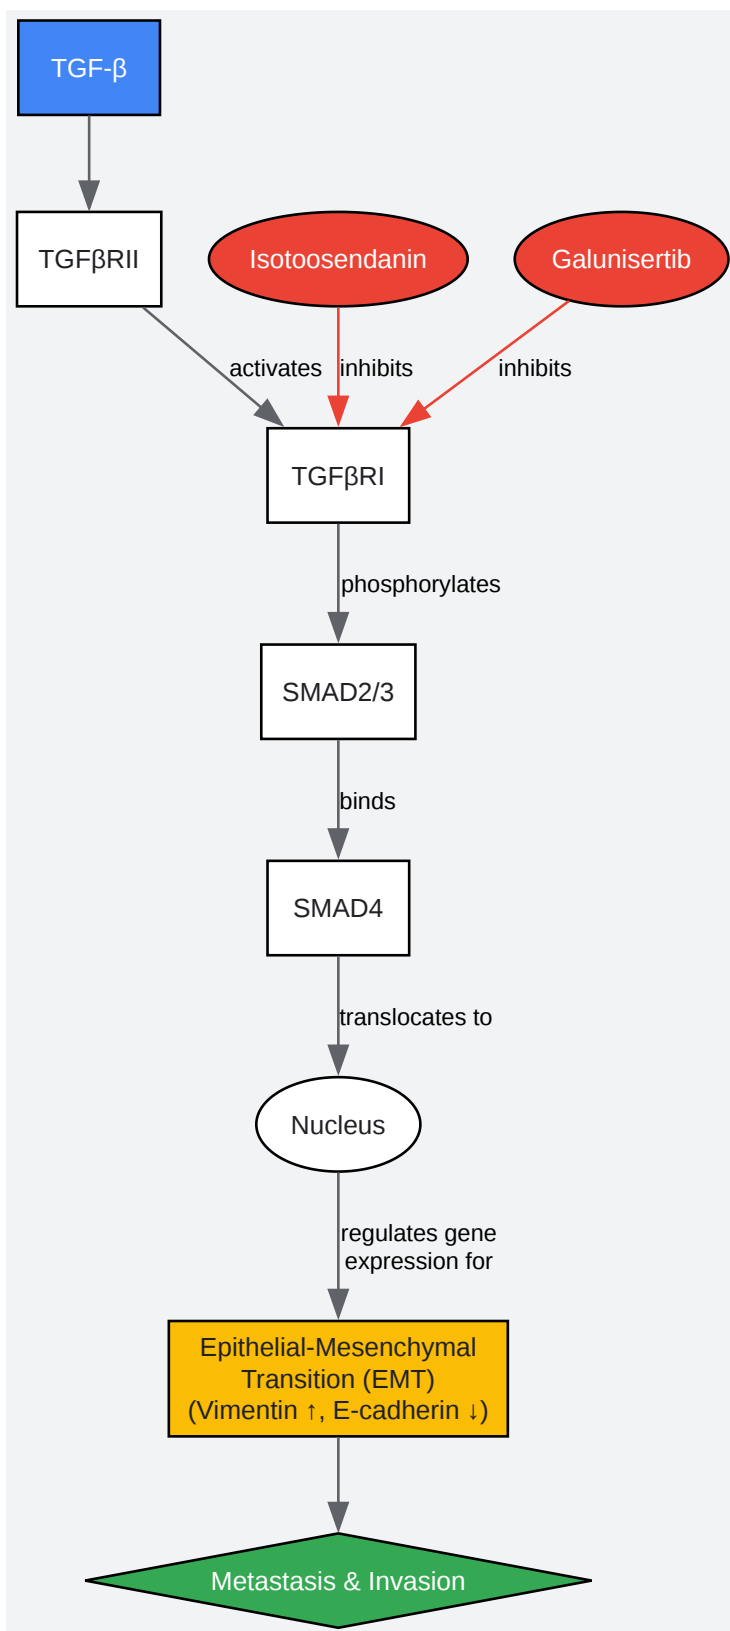 TGF-β
TGFβRII
Isotoosendanin
Galunisertib
activates
inhibits
inhibits
TGFβRI
phosphorylates
SMAD2/3
binds
SMAD4
translocates to
Nucleus
regulates gene
expression for
Epithelial-Mesenchymal
Transition (EMT)
(Vimentin ↑, E-cadherin ↓)
Metastasis & Invasion